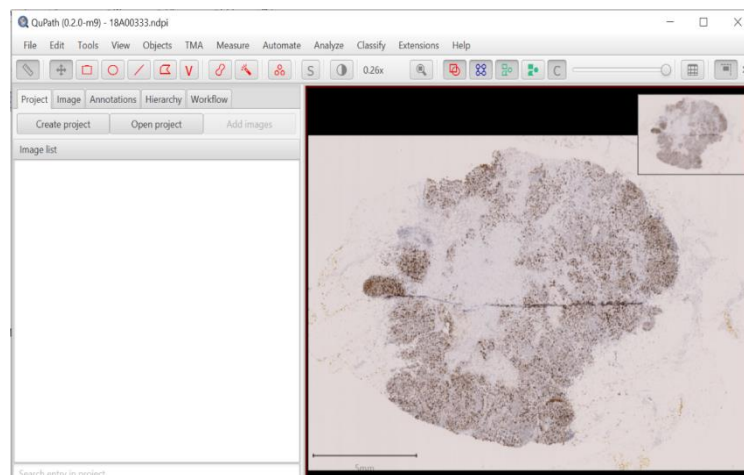 QuPath (0.2.0-m9) - 18A00333.ndpi
File Edit Tools View Objects TMA Measure Automate Analyze Classify Extensions Help
V S 0.26x C
Project Image Annotations Hierarchy Workflow
Create project Open project Add images
Image list
5mm
Search entry in project